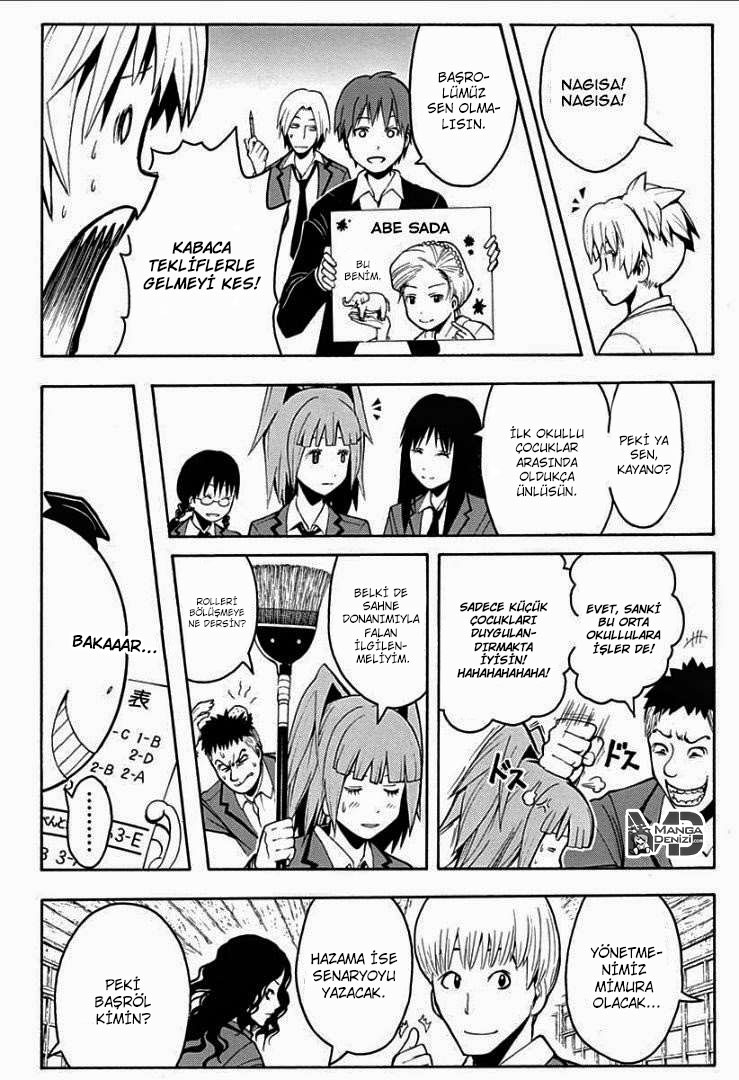 NAGISA!
NAGISA!
BAŞRO-
LÜMÜZ
SEN OLMA-
LISIN.
ABE SADA
BU
BENİM.
KABACA
TEKLİFLERLE
GELMEYİ KES!
PEKİ YA
SEN,
KAYANO?
İLK OKULLU
ÇOCUKLAR
ARASINDA
OLDUKÇA
ÜNLÜSÜN.
EVET, SANKİ
BU ORTA
OKULLULARA
İŞLER DE!
SADECE KÜÇÜK
ÇOCUKLARI
DUYGULAN-
DIRMAKTA
İYİSİN!
HAHAHAHAHAHA!
ドス
ドス
MANGA
DENİZİ
BELKİ DE
SAHNE
DONANIMIYLA
FALAN
İLGİLEN-
MELİYİM.
ROLLERİ
BÖLÜŞMEYE
NE DERSİN?
BAKAAAR...
表
-C 1-B
2-D
2-B 2-A
3-E
YÖNETME-
NİMİZ
MİMURA
OLACAK...
HAZAMA İSE
SENARYOYU
YAZACAK.
PEKİ
BAŞRÖL
KİMİN?